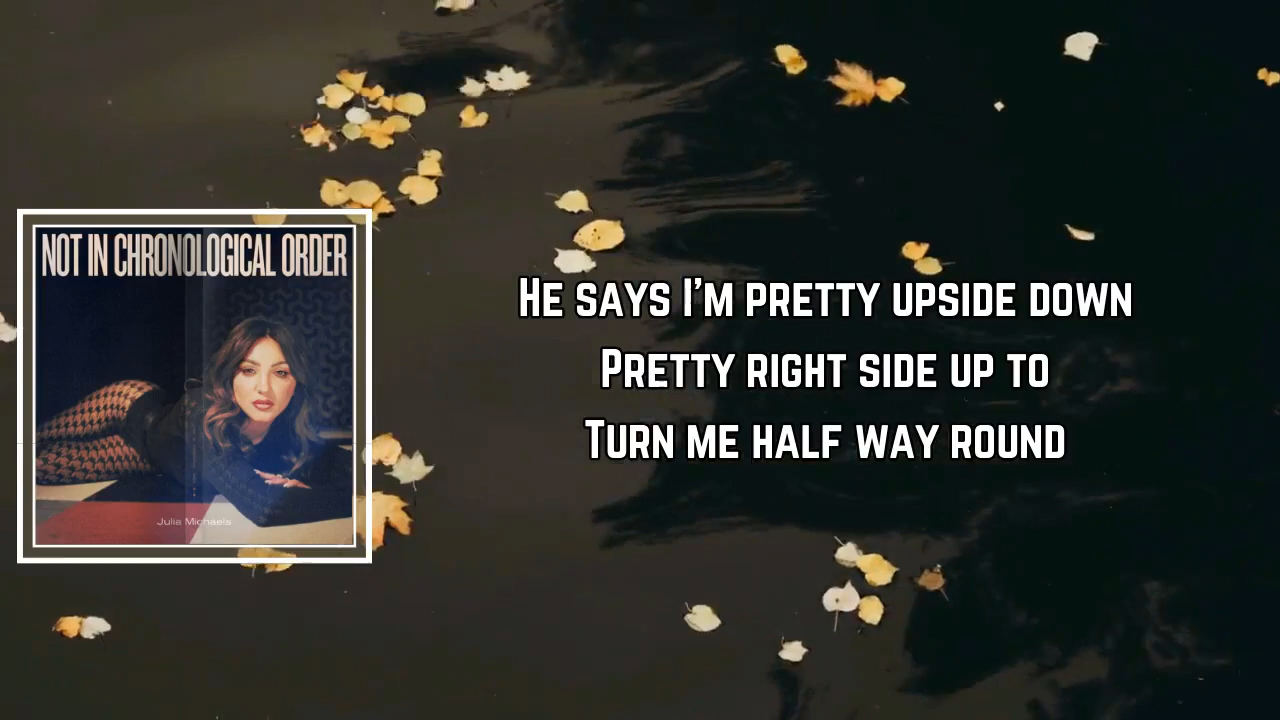 NOT IN CHRONOLOGICAL ORDER
Julia Michaels
He says I'm pretty upside down
Pretty right side up to
Turn me half way round